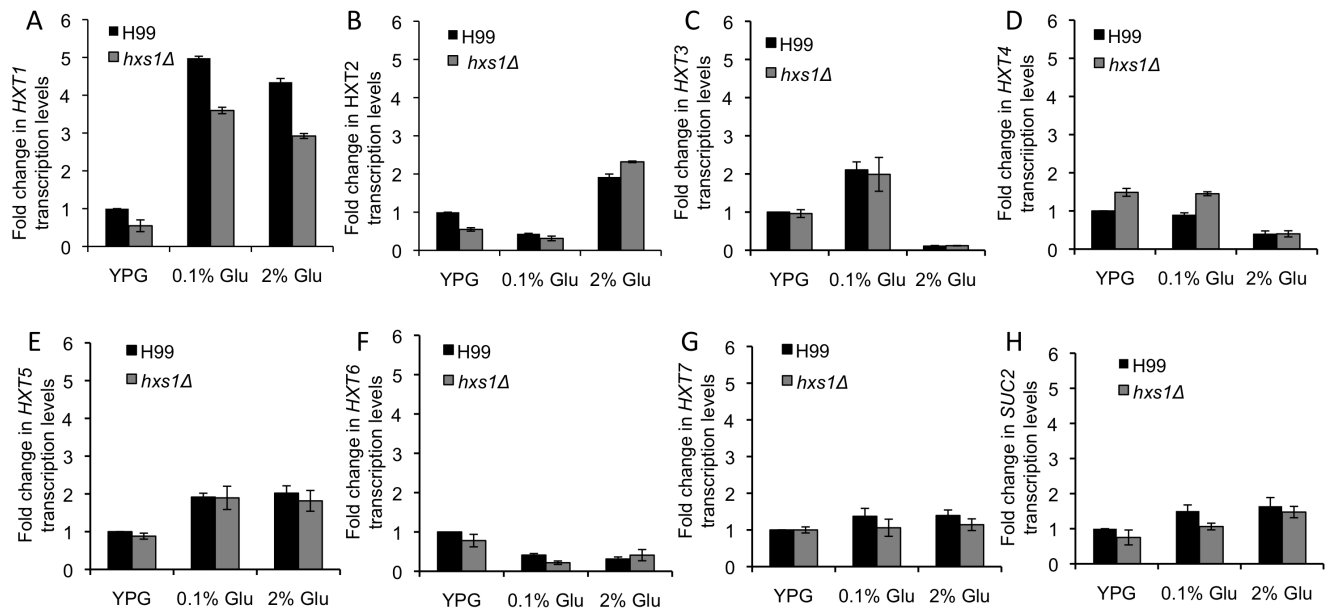 A
Fold change in HXT1
transcription levels
6
5
4
3
2
1
0
H99
hxs1Δ
YPG 0.1% Glu 2% Glu
B
Fold change in HXT2
transcription levels
6
5
4
3
2
1
0
H99
hxs1Δ
YPG 0.1% Glu 2% Glu
C
Fold change in HXT3
transcription levels
6
5
4
3
2
1
0
H99
hxs1Δ
YPG 0.1% Glu 2% Glu
D
Fold change in HXT4
transcriiption levels
6
5
4
3
2
1
0
H99
hxs1Δ
YPG 0.1% Glu 2% Glu
E
Fold change in HXT5
transcription levels
6
5
4
3
2
1
0
H99
hxs1Δ
YPG 0.1% Glu 2% Glu
F
Fold change in HXT6
transcription levels
6
5
4
3
2
1
0
H99
hxs1Δ
YPG 0.1% Glu 2% Glu
G
Fold change in HXT7
transcription levels
6
5
4
3
2
1
0
H99
hxs1Δ
YPG 0.1% Glu 2% Glu
H
Fold change in SUC2
transcription levels
6
5
4
3
2
1
0
H99
hxs1Δ
YPG 0.1% Glu 2% Glu